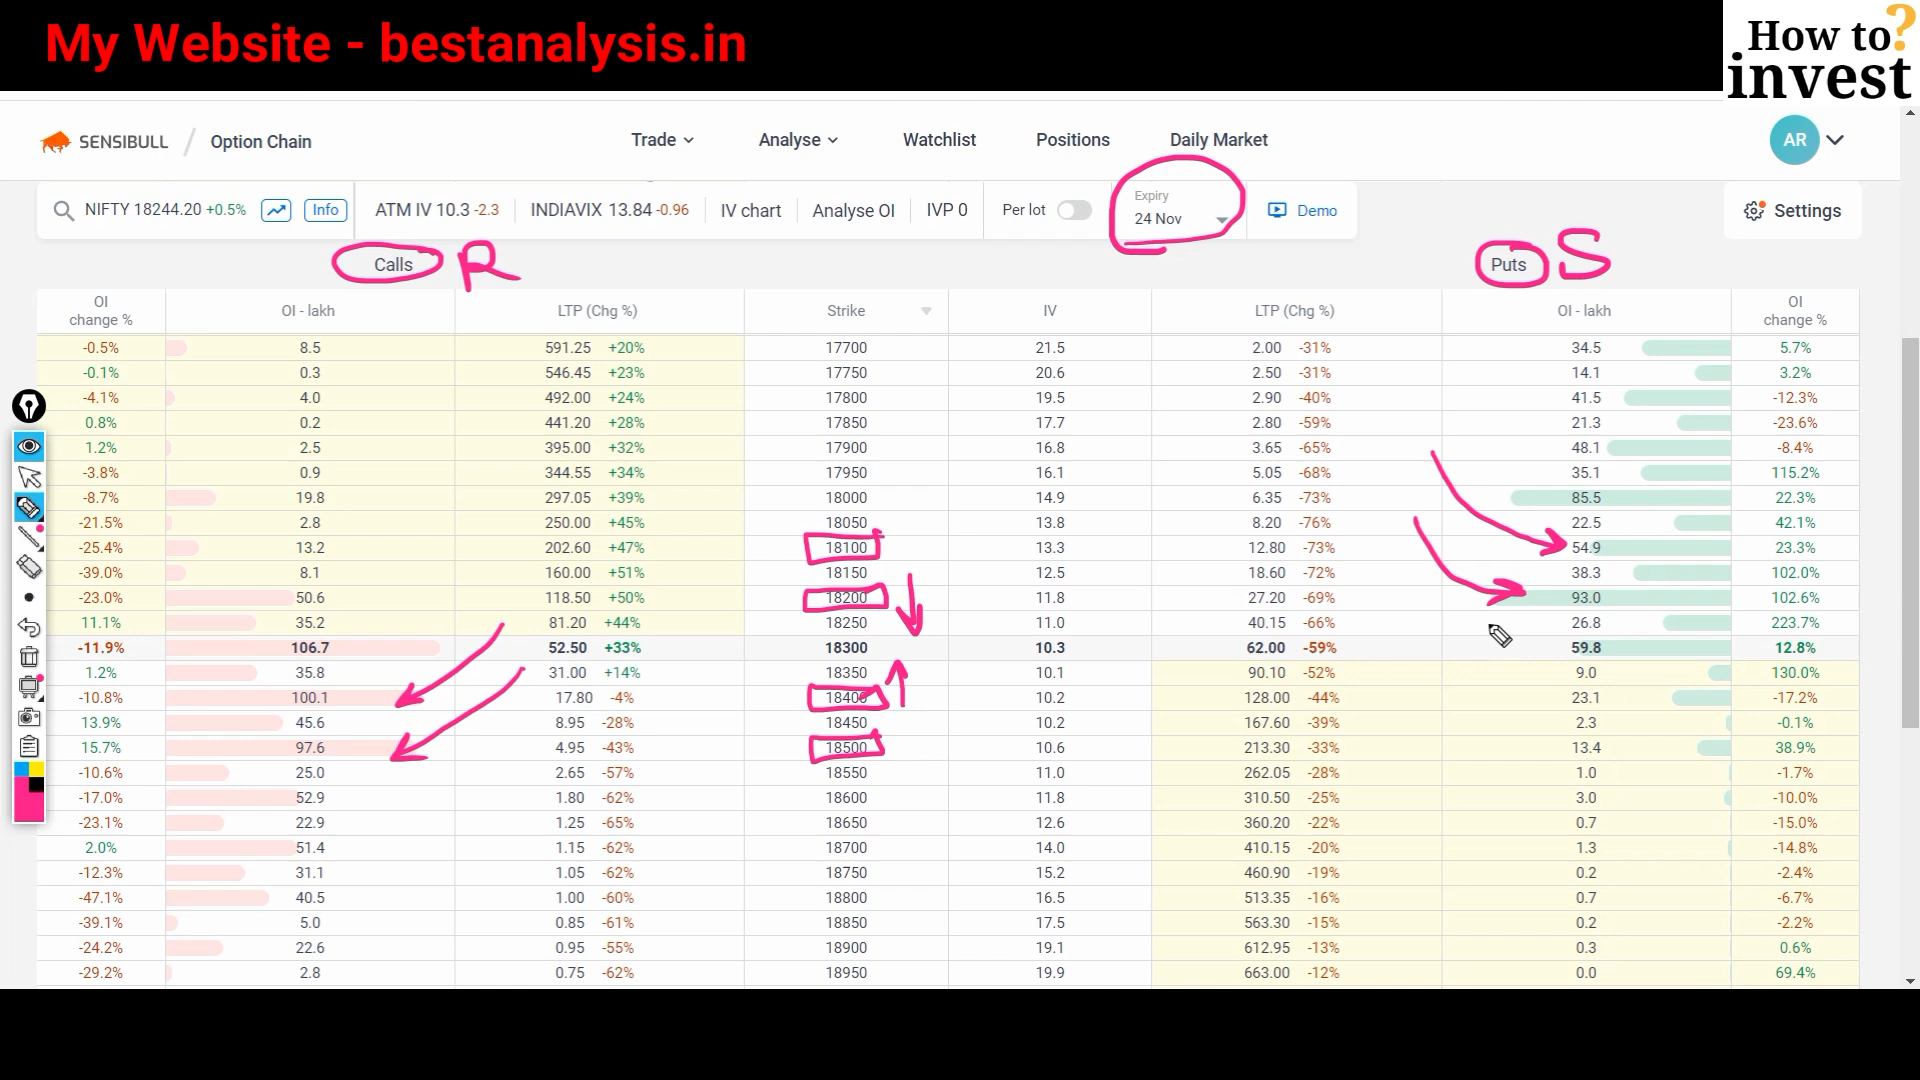 My Website - bestanalysis.in
How to?
invest
SENSIBULL / Option Chain Trade Analyse Watchlist Positions Daily Market AR
NIFTY 18244.20 +0.5% Info ATM IV 10.3 -2.3 INDIAVIX 13.84 -0.96 IV chart Analyse OI IVP 0 Per lot Expiry 24 Nov Demo Settings
Calls R Puts S
OI change % OI - lakh LTP (Chg %) Strike IV LTP (Chg %) OI - lakh OI change %
-0.5% 8.5 591.25 +20% 17700 21.5 2.00 -31% 34.5 5.7%
-0.1% 0.3 546.45 +23% 17750 20.6 2.50 -31% 14.1 3.2%
-4.1% 4.0 492.00 +24% 17800 19.5 2.90 -40% 41.5 -12.3%
0.8% 0.2 441.20 +28% 17850 17.7 2.80 -59% 21.3 -23.6%
1.2% 2.5 395.00 +32% 17900 16.8 3.65 -65% 48.1 -8.4%
-3.8% 0.9 344.55 +34% 17950 16.1 5.05 -68% 35.1 115.2%
-8.7% 19.8 297.05 +39% 18000 14.9 6.35 -73% 85.5 22.3%
-21.5% 2.8 250.00 +45% 18050 13.8 8.20 -76% 22.5 42.1%
-25.4% 13.2 202.60 +47% 18100 13.3 12.80 -73% 54.9 23.3%
-39.0% 8.1 160.00 +51% 18150 12.5 18.60 -72% 38.3 102.0%
-23.0% 50.6 118.50 +50% 18200 11.8 27.20 -69% 93.0 102.6%
11.1% 35.2 81.20 +44% 18250 11.0 40.15 -66% 26.8 223.7%
-11.9% 106.7 52.50 +33% 18300 10.3 62.00 -59% 59.8 12.8%
1.2% 35.8 31.00 +14% 18350 10.1 90.10 -52% 9.0 130.0%
-10.8% 100.1 17.80 -4% 18400 10.2 128.00 -44% 23.1 -17.2%
13.9% 45.6 8.95 -28% 18450 10.2 167.60 -39% 2.3 -0.1%
15.7% 97.6 4.95 -43% 18500 10.6 213.30 -33% 13.4 38.9%
-10.6% 25.0 2.65 -57% 18550 11.0 262.05 -28% 1.0 -1.7%
-17.0% 52.9 1.80 -62% 18600 11.8 310.50 -25% 3.0 -10.0%
-23.1% 22.9 1.25 -65% 18650 12.6 360.20 -22% 0.7 -15.0%
2.0% 51.4 1.15 -62% 18700 14.0 410.15 -20% 1.3 -14.8%
-12.3% 31.1 1.05 -62% 18750 15.2 460.90 -19% 0.2 -2.4%
-47.1% 40.5 1.00 -60% 18800 16.5 513.35 -16% 0.7 -6.7%
-39.1% 5.0 0.85 -61% 18850 17.5 563.30 -15% 0.2 -2.2%
-24.2% 22.6 0.95 -55% 18900 19.1 612.95 -13% 0.3 0.6%
-29.2% 2.8 0.75 -62% 18950 19.9 663.00 -12% 0.0 69.4%